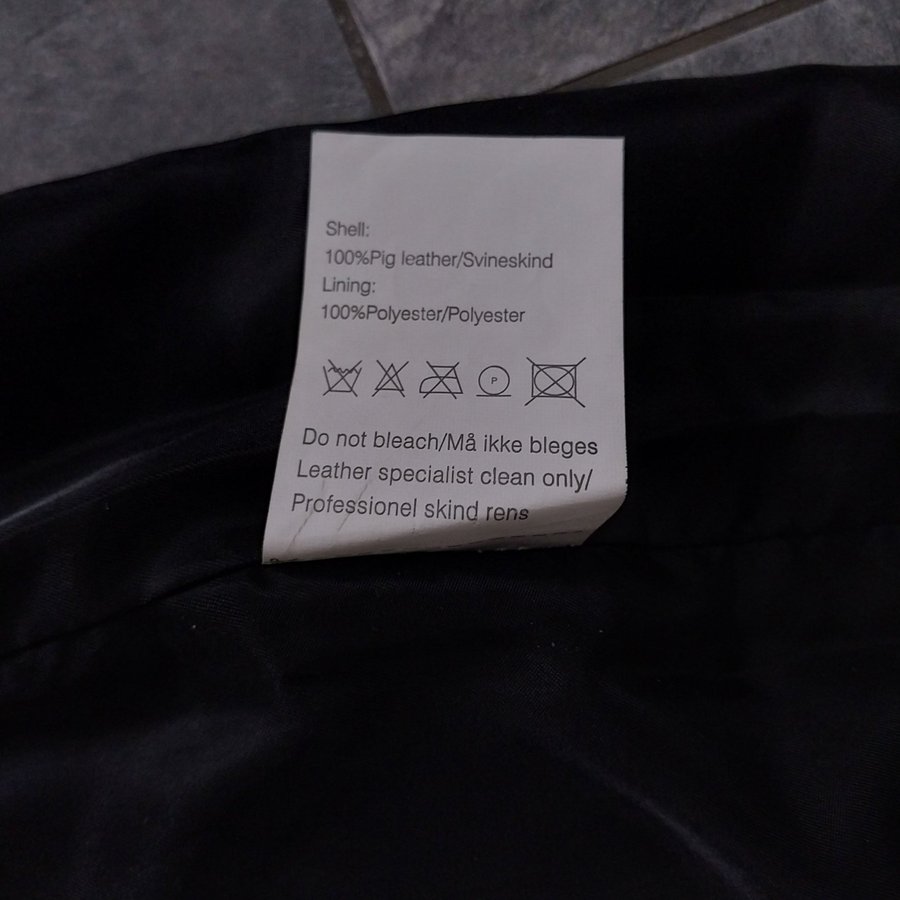 Shell:
100%Pig leather/Svineskind
Lining:
100%Polyester/Polyester
P
Do not bleach/Må ikke bleges
Leather specialist clean only/
Professionel skind rens